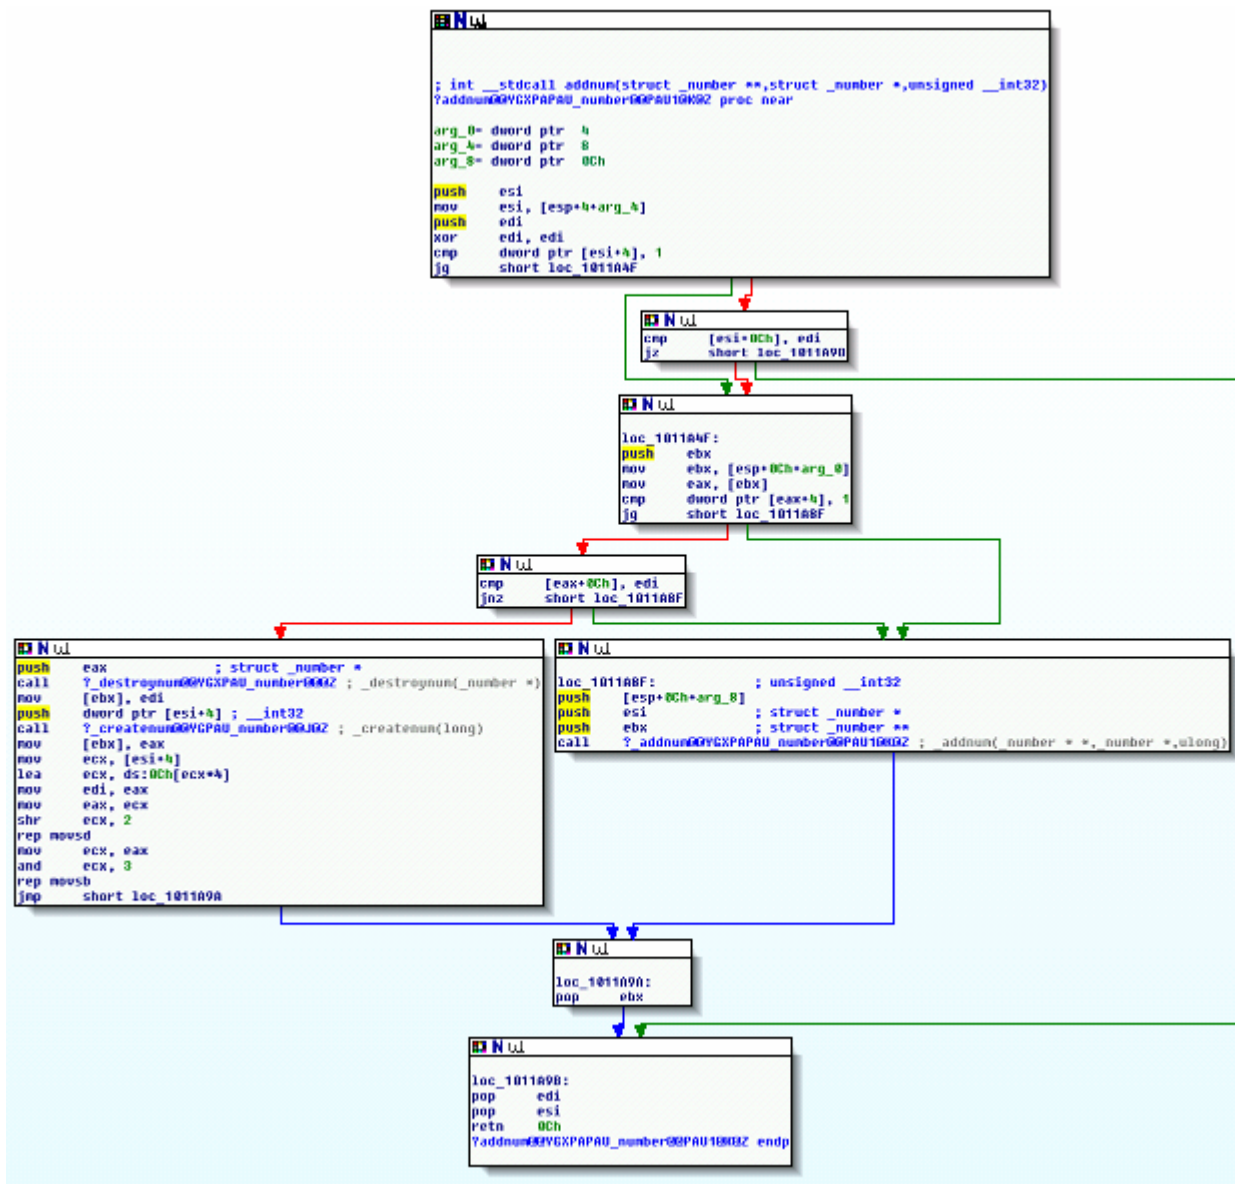 ; int __stdcall addnum(struct _number **,struct _number *,unsigned __int32)
?addnum@@YGXPAPAU_number@@PAU1@K@Z proc near
arg_0= dword ptr 4
arg_4= dword ptr 8
arg_8= dword ptr 0Ch
push esi
mov esi, [esp+4+arg_4]
push edi
xor edi, edi
cmp dword ptr [esi+4], 1
jg short loc_1011A4F
cmp [esi+0Ch], edi
jz short loc_1011A9B
loc_1011A4F:
push ebx
mov ebx, [esp+0Ch+arg_0]
mov eax, [ebx]
cmp dword ptr [eax+4], 1
jg short loc_1011A8F
cmp [eax+0Ch], edi
jnz short loc_1011A8F
push eax ; struct _number *
call ?_destroynum@@YGXPAU_number@@@Z ; _destroynum(_number *)
mov [ebx], edi
push dword ptr [esi+4] ; __int32
call ?_createnum@@YGPAU_number@@J@Z ; _createnum(long)
mov [ebx], eax
mov ecx, [esi+4]
lea ecx, ds:0Ch[ecx*4]
mov edi, eax
mov eax, ecx
shr ecx, 2
rep movsd
mov ecx, eax
and ecx, 3
rep movsb
jmp short loc_1011A9A
loc_1011A8F: ; unsigned __int32
push [esp+0Ch+arg_8]
push esi ; struct _number *
push ebx ; struct _number **
call ?_addnum@@YGXPAPAU_number@@PAU1@K@Z ; _addnum(_number * *,_number *,ulong)
loc_1011A9A:
pop ebx
loc_1011A9B:
pop edi
pop esi
retn 0Ch
?addnum@@YGXPAPAU_number@@PAU1@K@Z endp